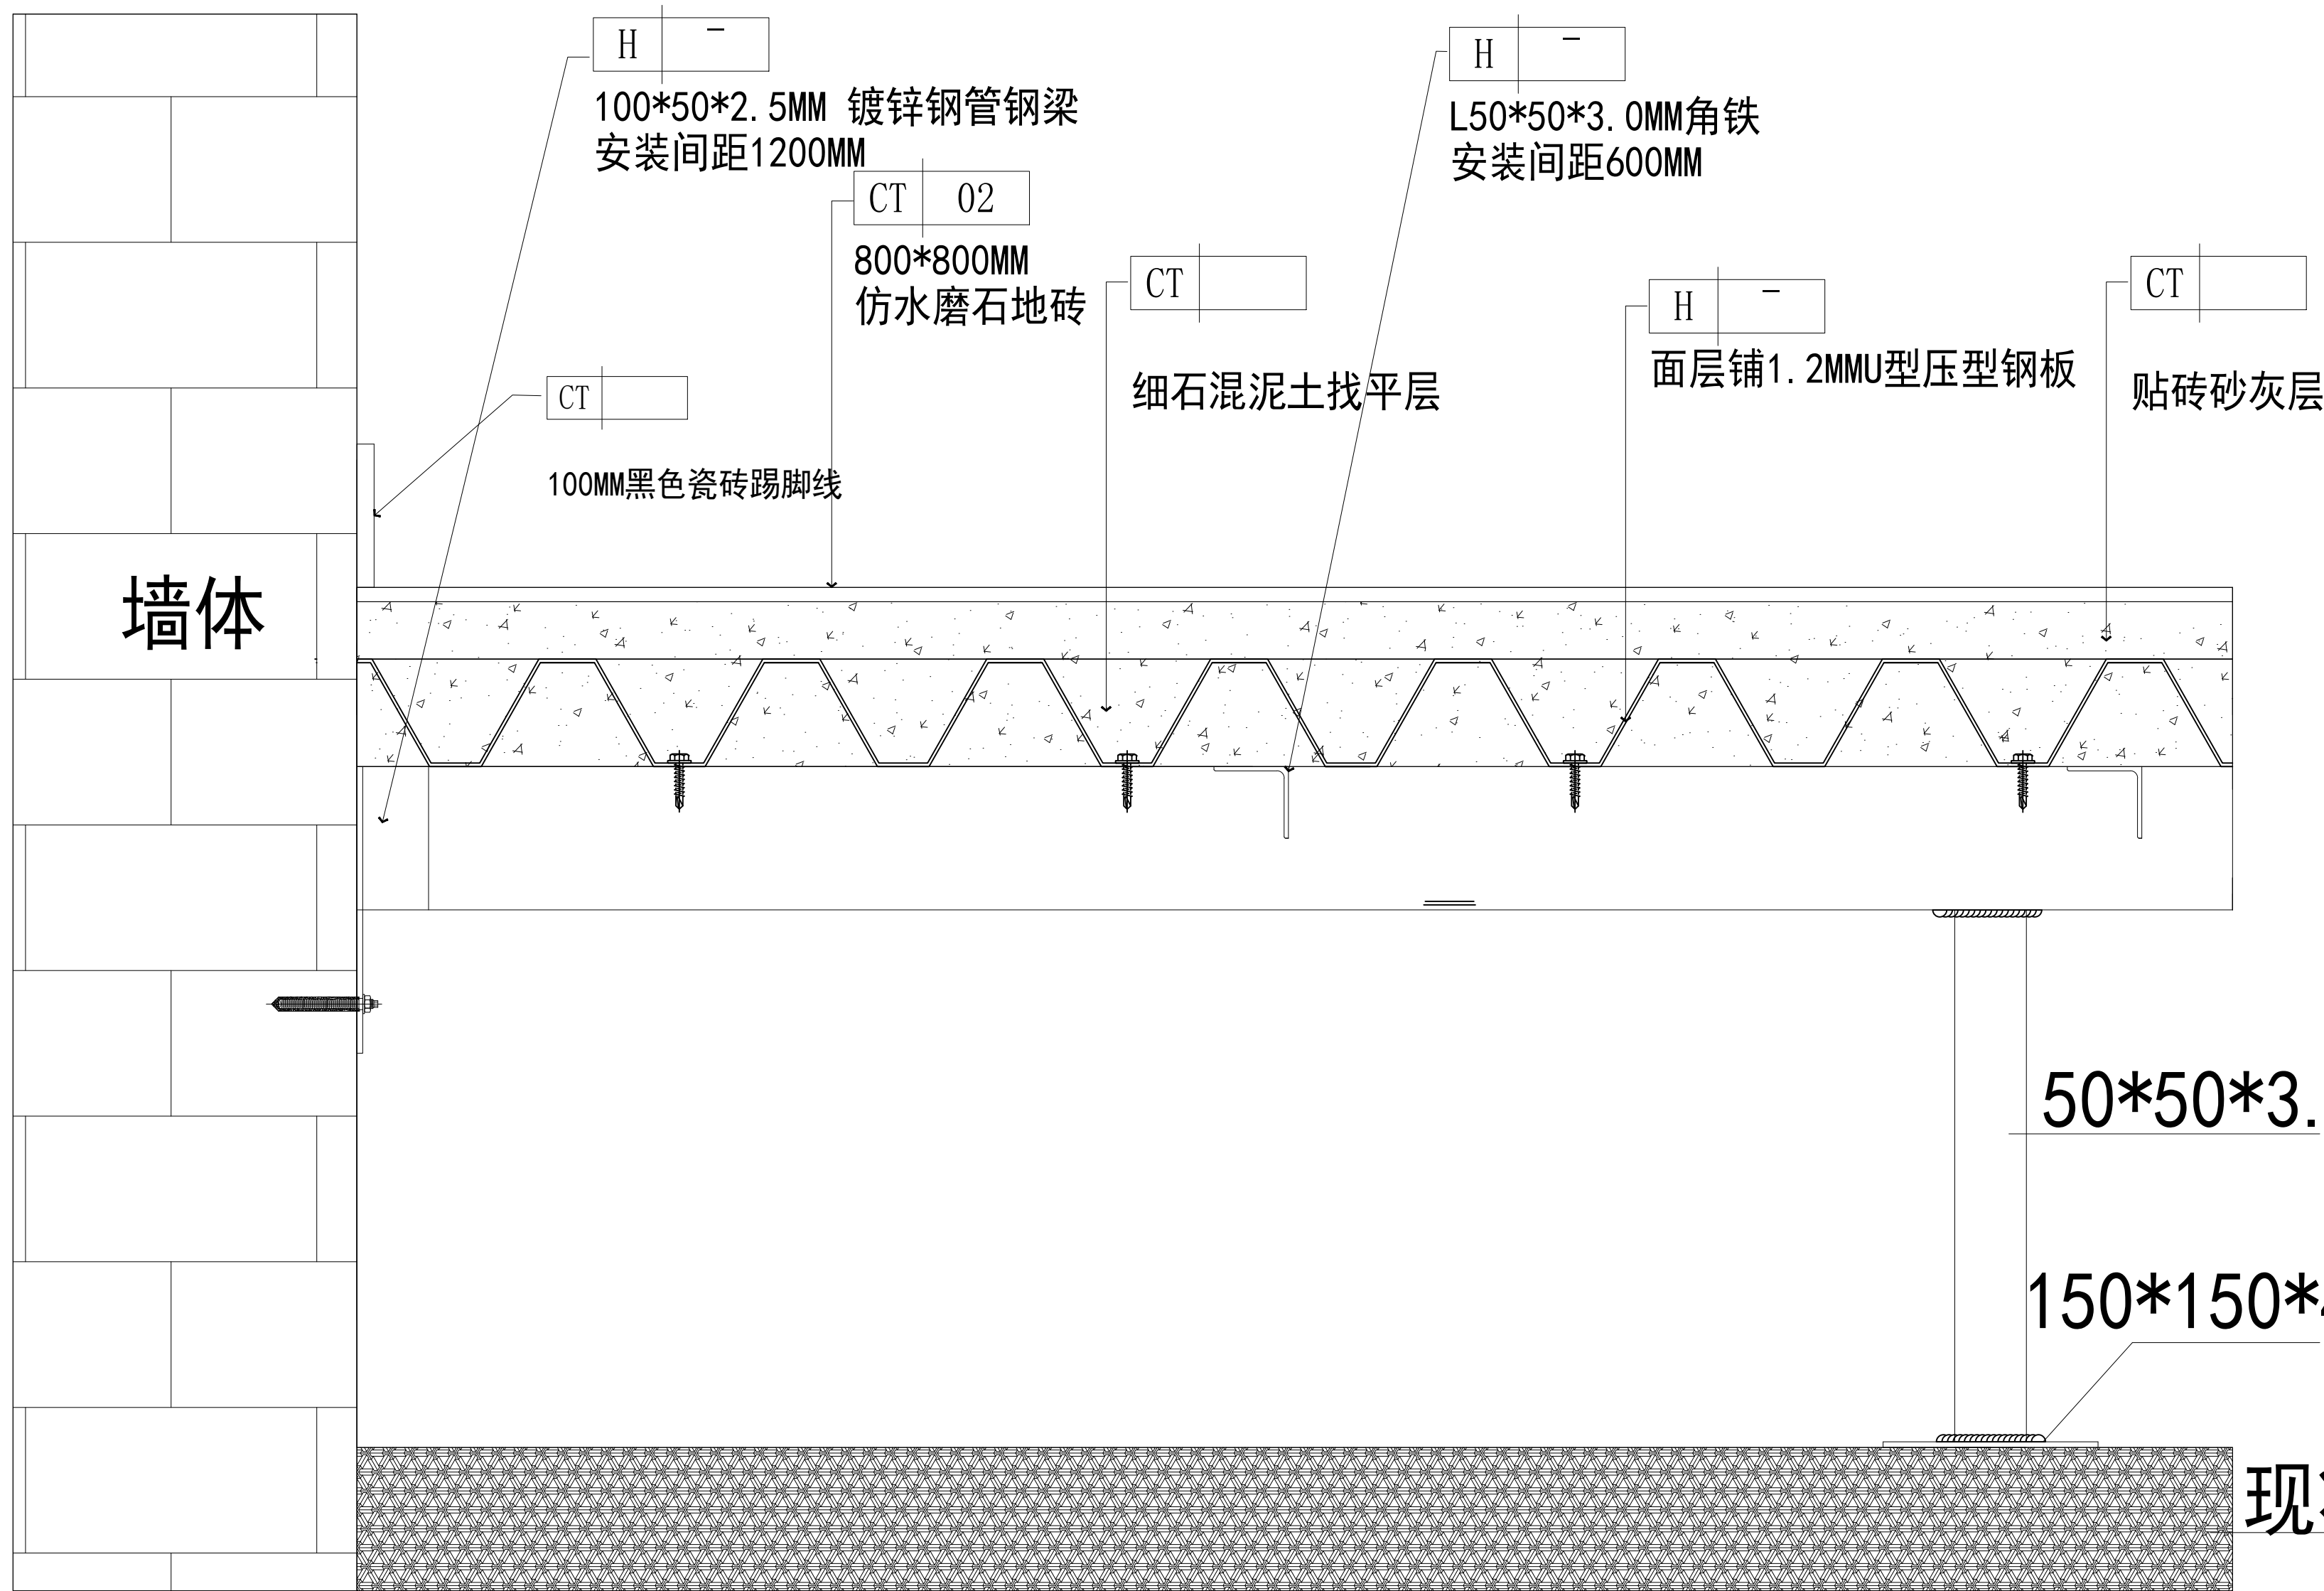 H —
100*50*2.5MM 镀锌钢管钢梁
安装间距1200MM
H —
L50*50*3.0MM角铁
安装间距600MM
CT 02
800*800MM
仿水磨石地砖
CT
细石混泥土找平层
H —
面层铺1.2MMU型压型钢板
CT
贴砖砂灰层
CT
100MM黑色瓷砖踢脚线
墙体
50*50*3.
150*150*
现